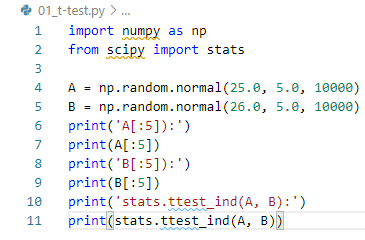 01_t-test.py > ...
1 import numpy as np
2 from scipy import stats
3
4 A = np.random.normal(25.0, 5.0, 10000)
5 B = np.random.normal(26.0, 5.0, 10000)
6 print('A[:5]):')
7 print(A[:5])
8 print('B[:5]):')
9 print(B[:5])
10 print('stats.ttest_ind(A, B):')
11 print(stats.ttest_ind(A, B))